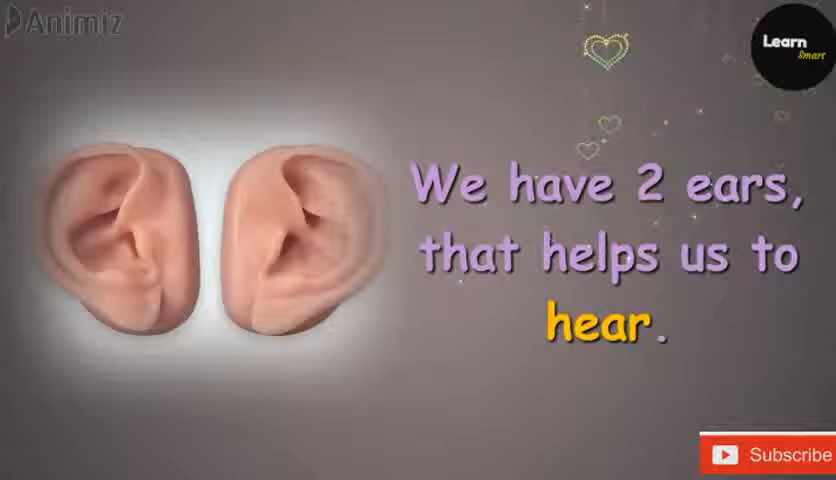 Animiz
Learn
Smart
We have 2 ears,
that helps us to
hear.
Subscribe